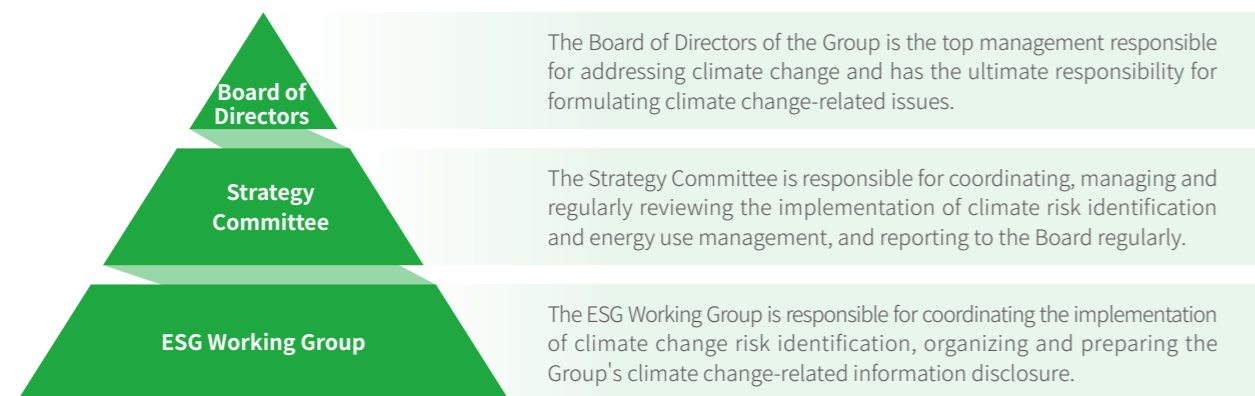 Board of
Directors
The Board of Directors of the Group is the top management responsible
for addressing climate change and has the ultimate responsibility for
formulating climate change-related issues.
Strategy
Committee
The Strategy Committee is responsible for coordinating, managing and
regularly reviewing the implementation of climate risk identification
and energy use management, and reporting to the Board regularly.
ESG Working Group
The ESG Working Group is responsible for coordinating the implementation
of climate change risk identification, organizing and preparing the
Group's climate change-related information disclosure.